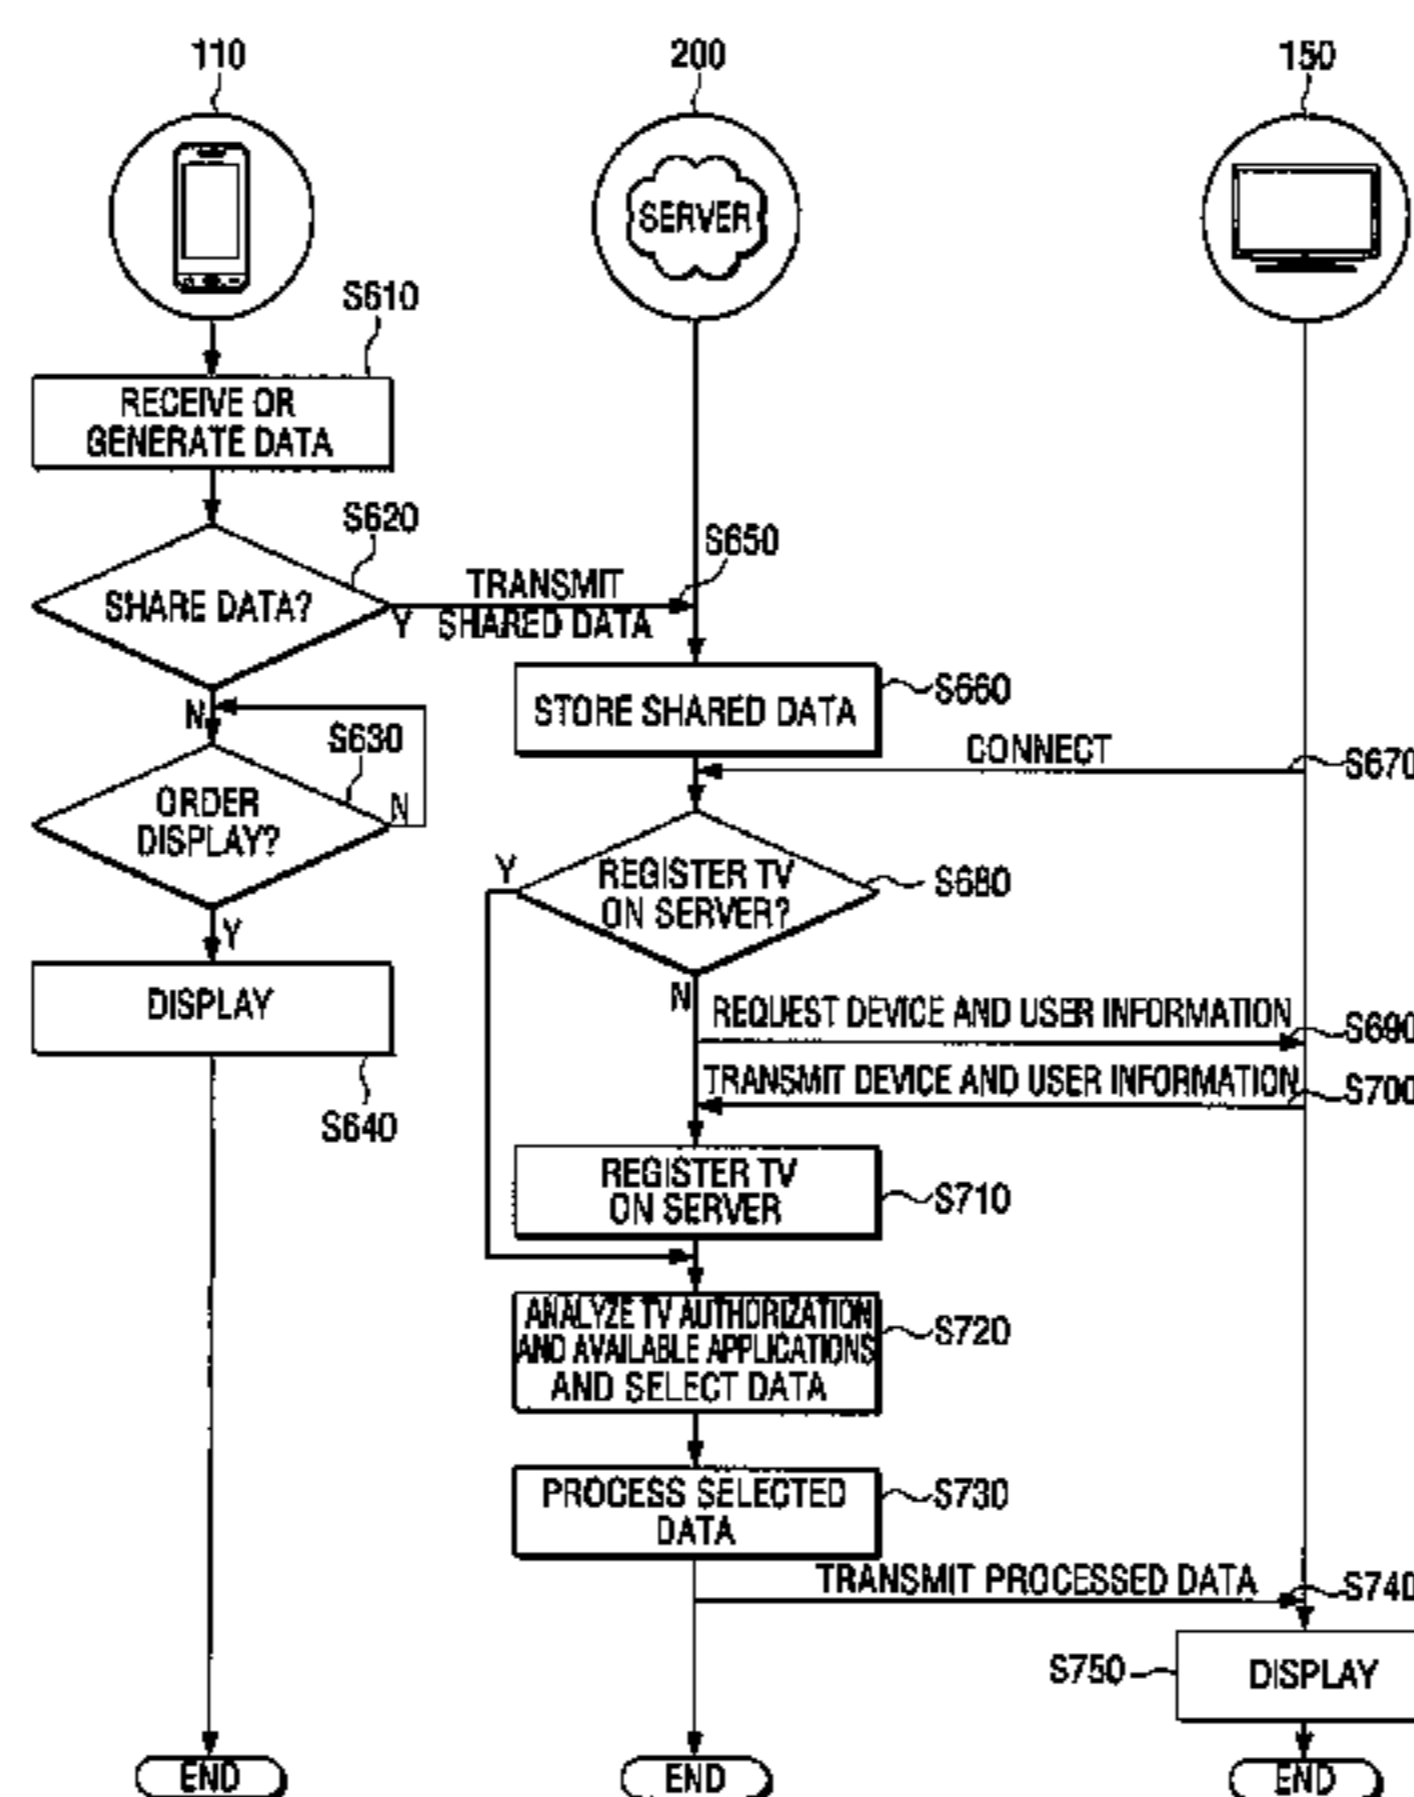 110
200
150
SERVER
S610
RECEIVE OR
GENERATE DATA
S620
SHARE DATA?
Y
TRANSMIT
SHARED DATA
S650
N
S630
ORDER
DISPLAY?
N
Y
DISPLAY
S640
STORE SHARED DATA
S660
CONNECT
S670
REGISTER TV
ON SERVER?
Y
S680
N
REQUEST DEVICE AND USER INFORMATION
S690
TRANSMIT DEVICE AND USER INFORMATION
S700
REGISTER TV
ON SERVER
S710
ANALYZE TV AUTHORIZATION
AND AVAILABLE APPLICATIONS
AND SELECT DATA
S720
PROCESS SELECTED
DATA
S730
TRANSMIT PROCESSED DATA
S740
S750
DISPLAY
END
END
END